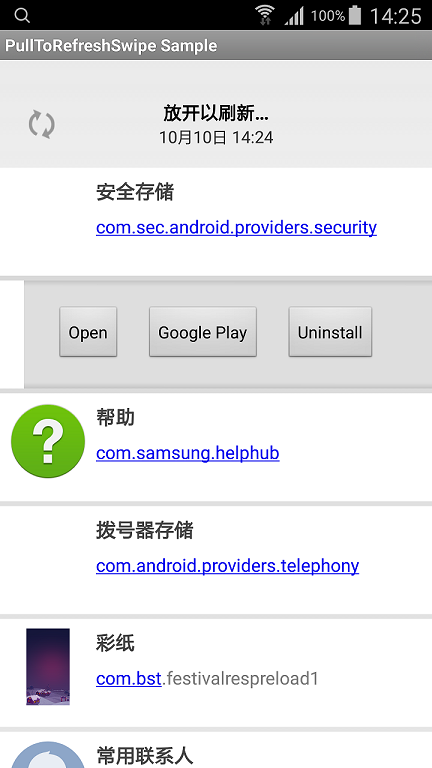 100% 14:25
PullToRefreshSwipe Sample
放开以刷新...
10月10日 14:24
安全存储
com.sec.android.providers.security
Open Google Play Uninstall
帮助
com.samsung.helphub
拨号器存储
com.android.providers.telephony
彩纸
com.bst.festivalrespreload1
常用联系人